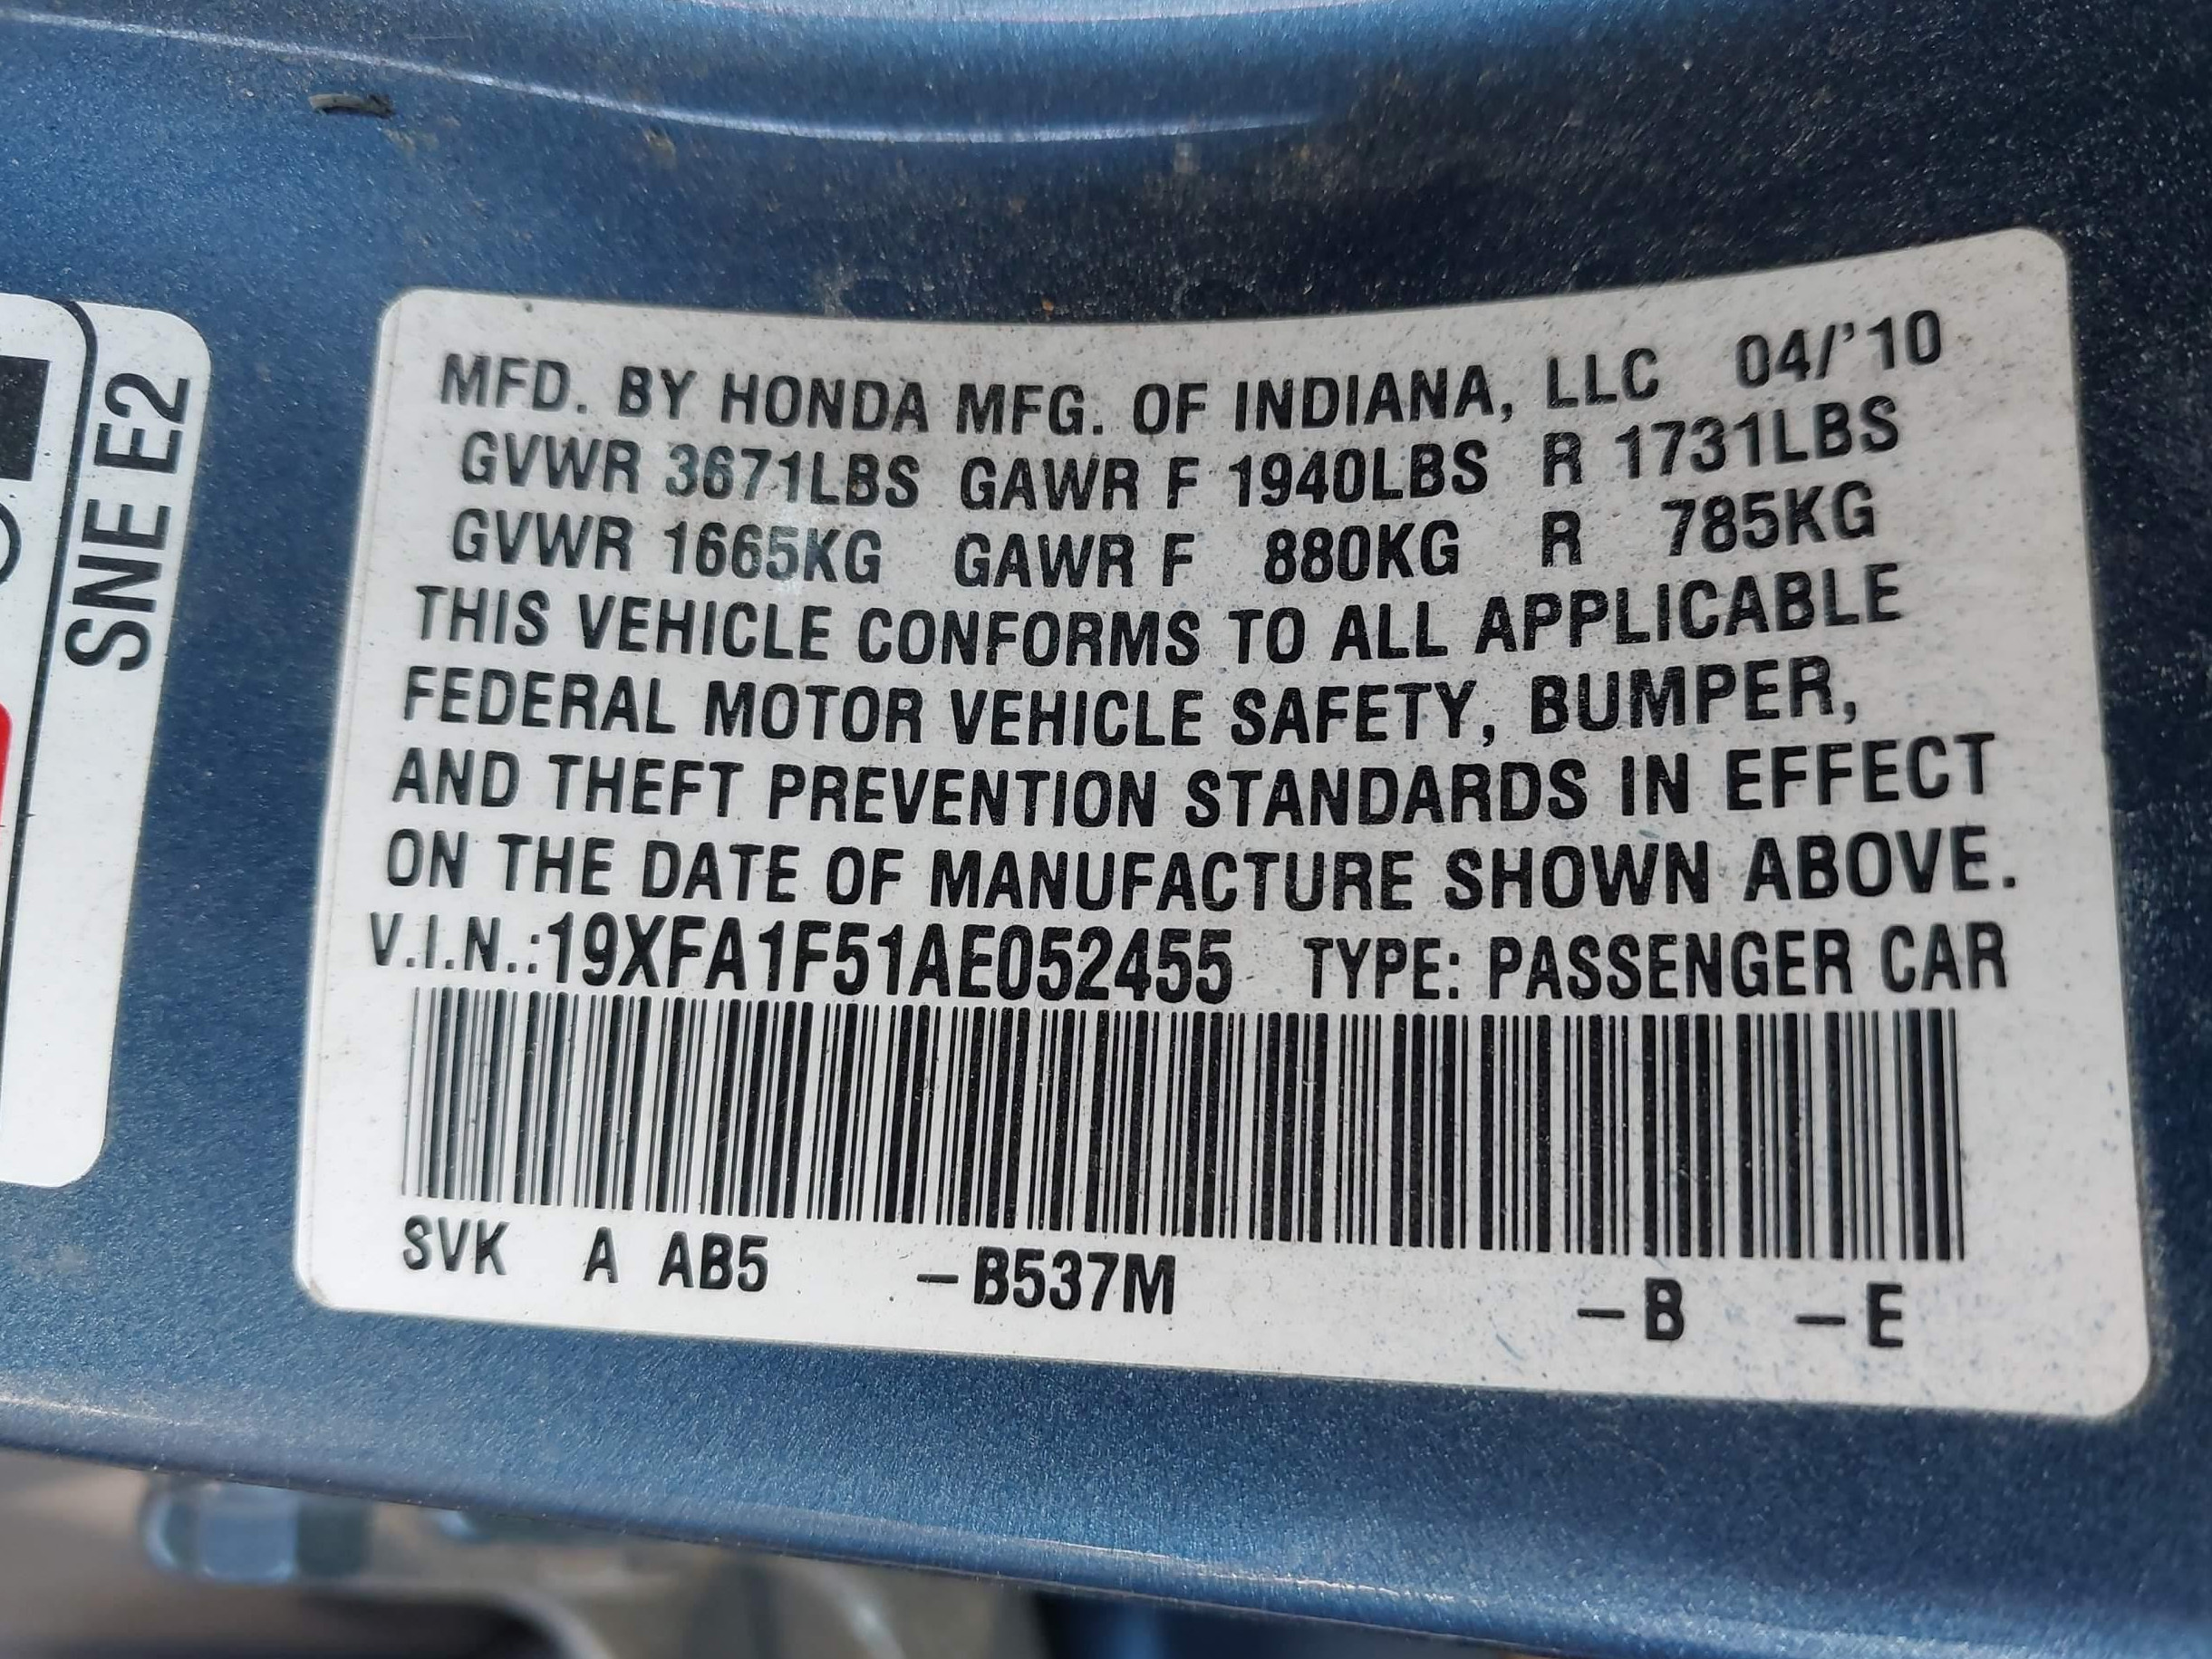 SNE E2
MFD. BY HONDA MFG. OF INDIANA, LLC 04/'10
GVWR 3671LBS GAWR F 1940LBS R 1731LBS
GVWR 1665KG GAWR F 880KG R 785KG
THIS VEHICLE CONFORMS TO ALL APPLICABLE
FEDERAL MOTOR VEHICLE SAFETY, BUMPER,
AND THEFT PREVENTION STANDARDS IN EFFECT
ON THE DATE OF MANUFACTURE SHOWN ABOVE.
V.I.N.:19XFA1F51AE052455 TYPE: PASSENGER CAR
SVK A AB5 -B537M -B -E